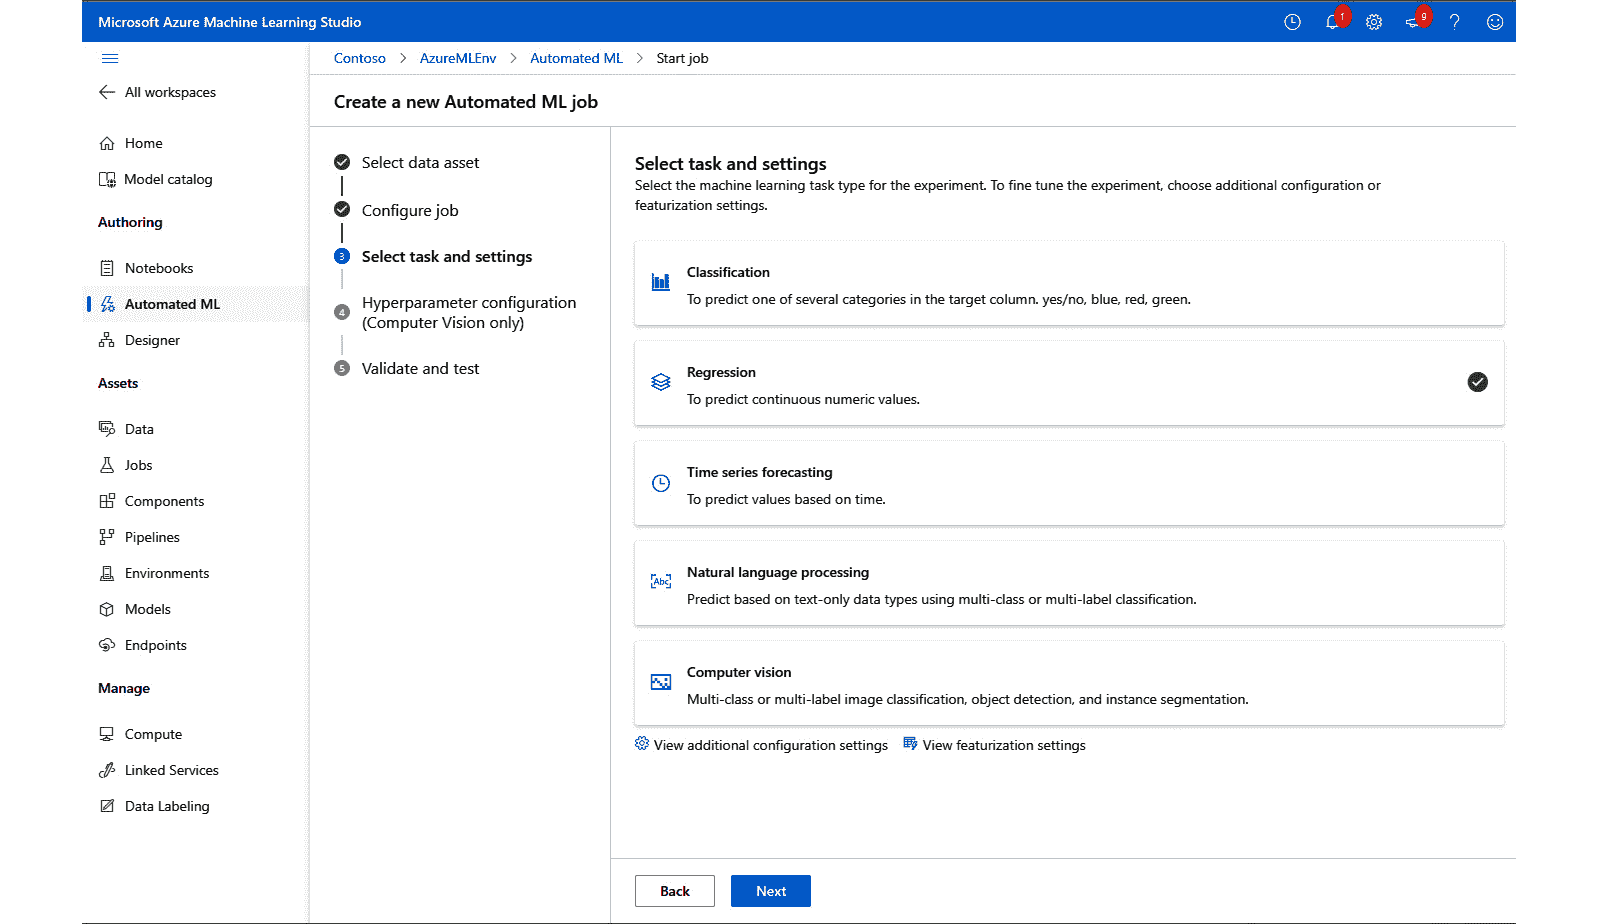 Microsoft Azure Machine Learning Studio
1
9
All workspaces
Home
Model catalog
Authoring
Notebooks
Automated ML
Designer
Assets
Data
Jobs
Components
Pipelines
Environments
Models
Endpoints
Manage
Compute
Linked Services
Data Labeling
Contoso > AzureMLEnv > Automated ML > Start job
Create a new Automated ML job
Select data asset
Configure job
3 Select task and settings
4 Hyperparameter configuration
(Computer Vision only)
5 Validate and test
Select task and settings
Select the machine learning task type for the experiment. To fine tune the experiment, choose additional configuration or
featurization settings.
Classification
To predict one of several categories in the target column. yes/no, blue, red, green.
Regression
To predict continuous numeric values.
Time series forecasting
To predict values based on time.
Abc
Natural language processing
Predict based on text-only data types using multi-class or multi-label classification.
Computer vision
Multi-class or multi-label image classification, object detection, and instance segmentation.
View additional configuration settings View featurization settings
Back Next